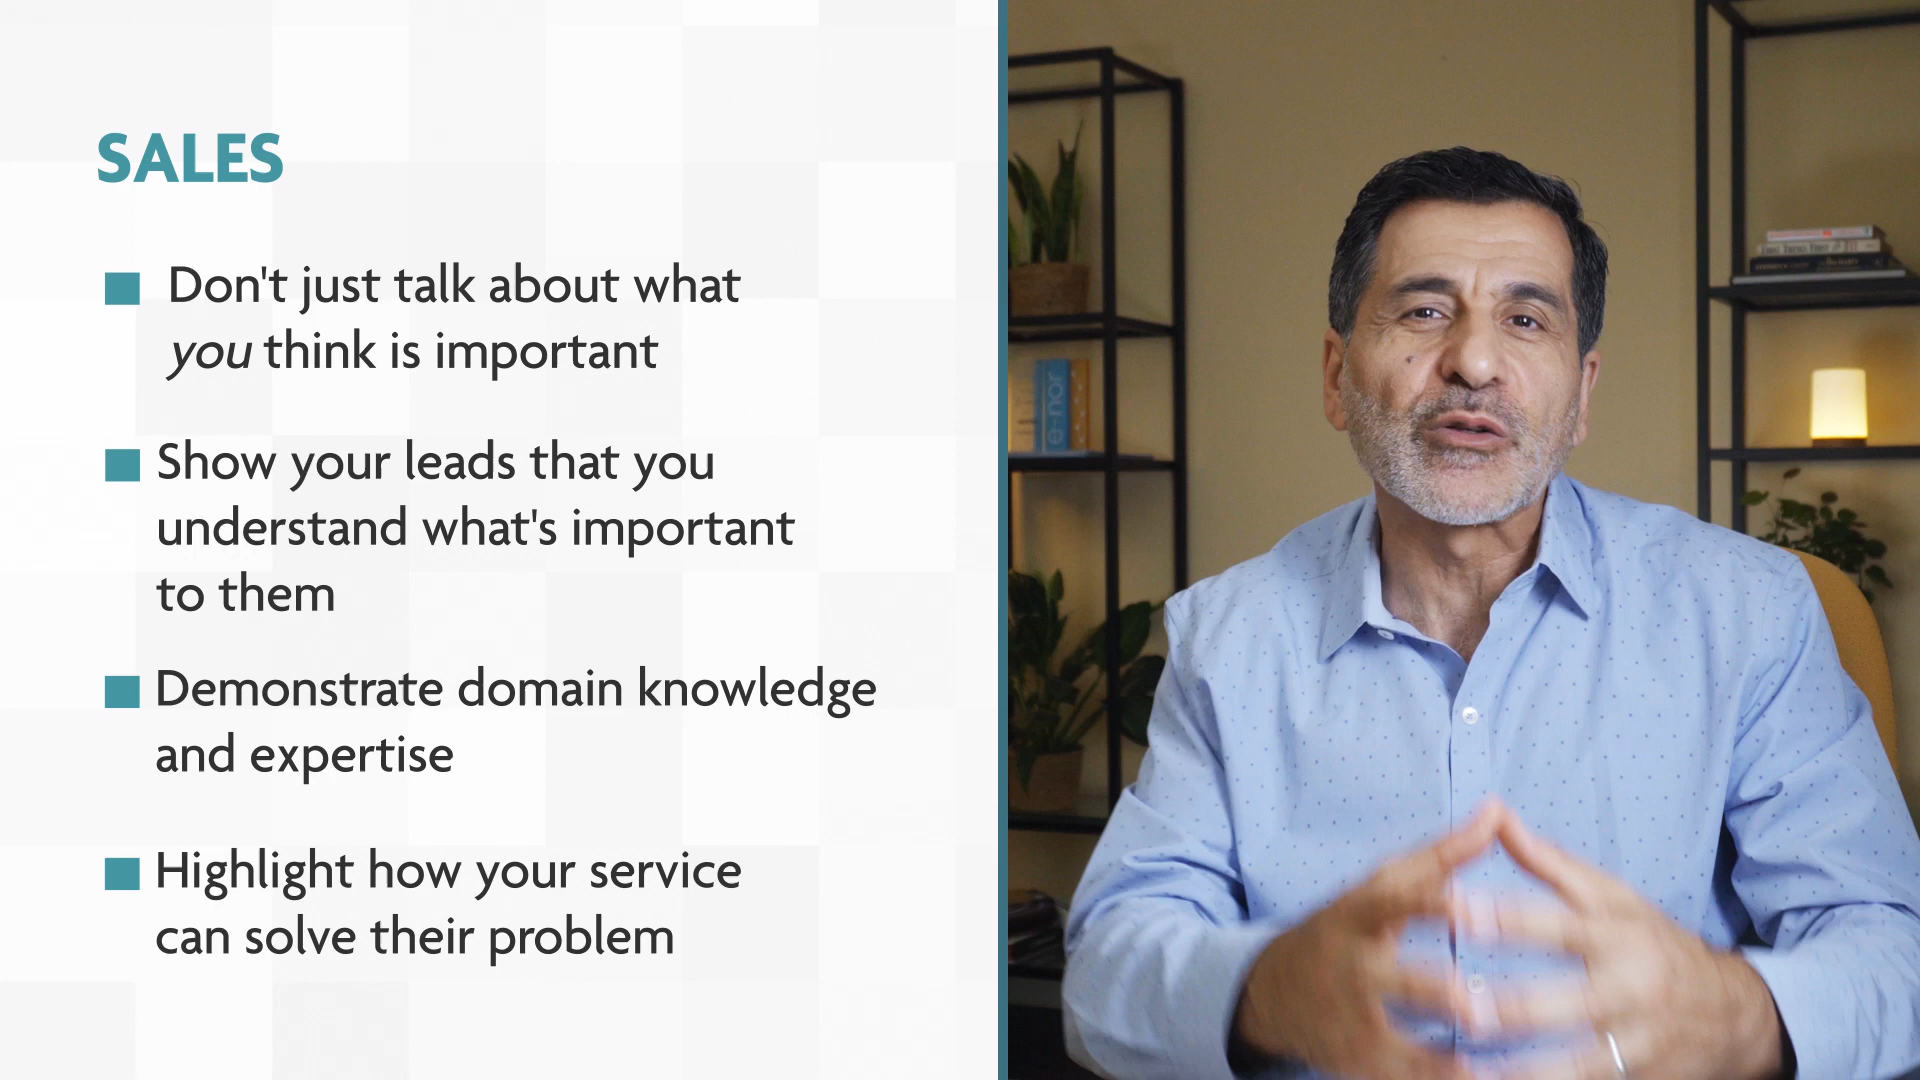 SALES
Don't just talk about what
you think is important
Show your leads that you
understand what's important
to them
Demonstrate domain knowledge
and expertise
Highlight how your service
can solve their problem
e-nor